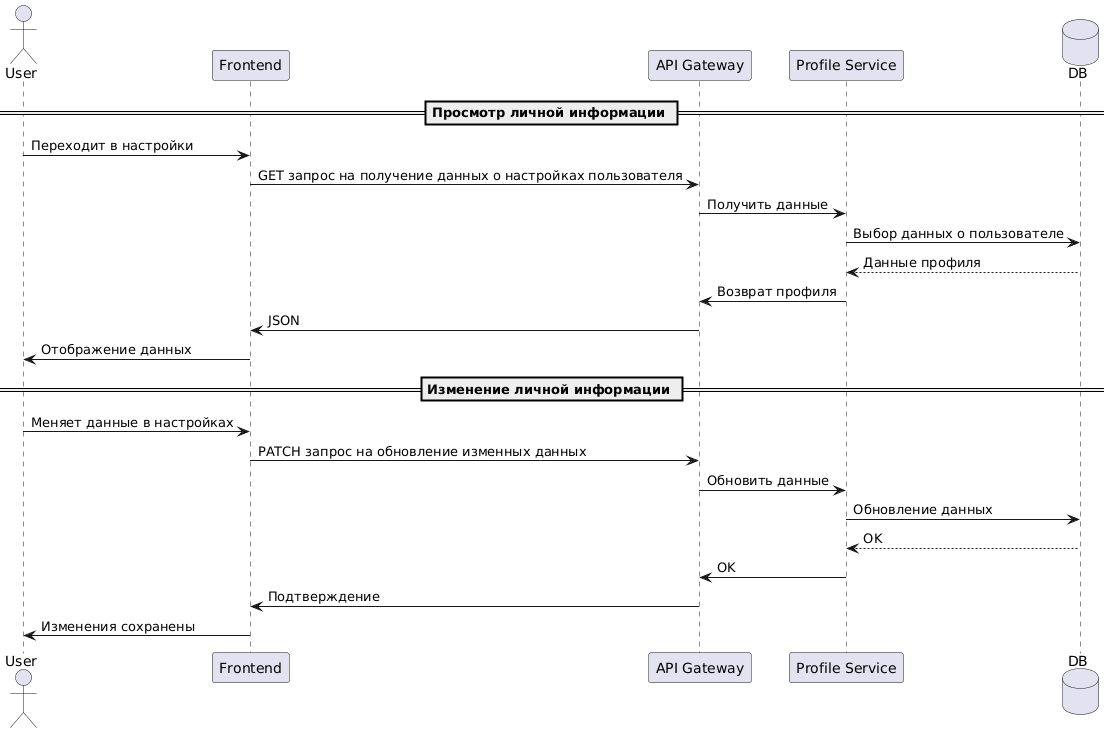 User
Frontend
API Gateway
Profile Service
DB
Просмотр личной информации
Переходит в настройки
GET запрос на получение данных о настройках пользователя
Получить данные
Выбор данных о пользователе
Данные профиля
Возврат профиля
JSON
Отображение данных
Изменение личной информации
Меняет данные в настройках
PATCH запрос на обновление изменных данных
Обновить данные
Обновление данных
OK
OK
Подтверждение
Изменения сохранены
User
Frontend
API Gateway
Profile Service
DB